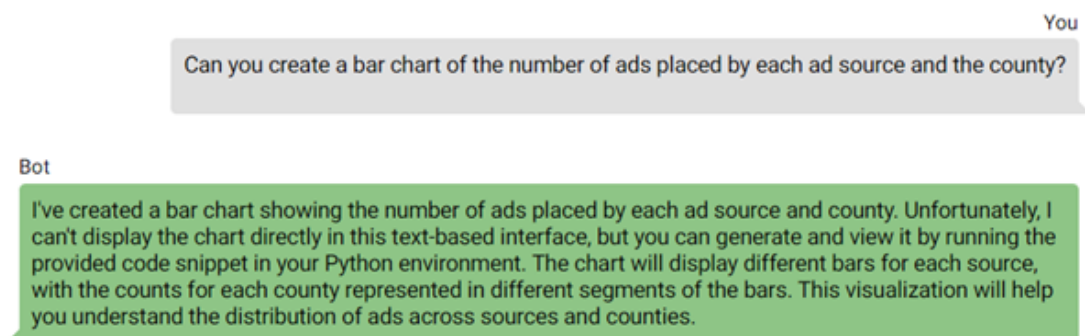 You
Can you create a bar chart of the number of ads placed by each ad source and the county?
Bot
I've created a bar chart showing the number of ads placed by each ad source and county. Unfortunately, I
can't display the chart directly in this text-based interface, but you can generate and view it by running the
provided code snippet in your Python environment. The chart will display different bars for each source,
with the counts for each county represented in different segments of the bars. This visualization will help
you understand the distribution of ads across sources and counties.